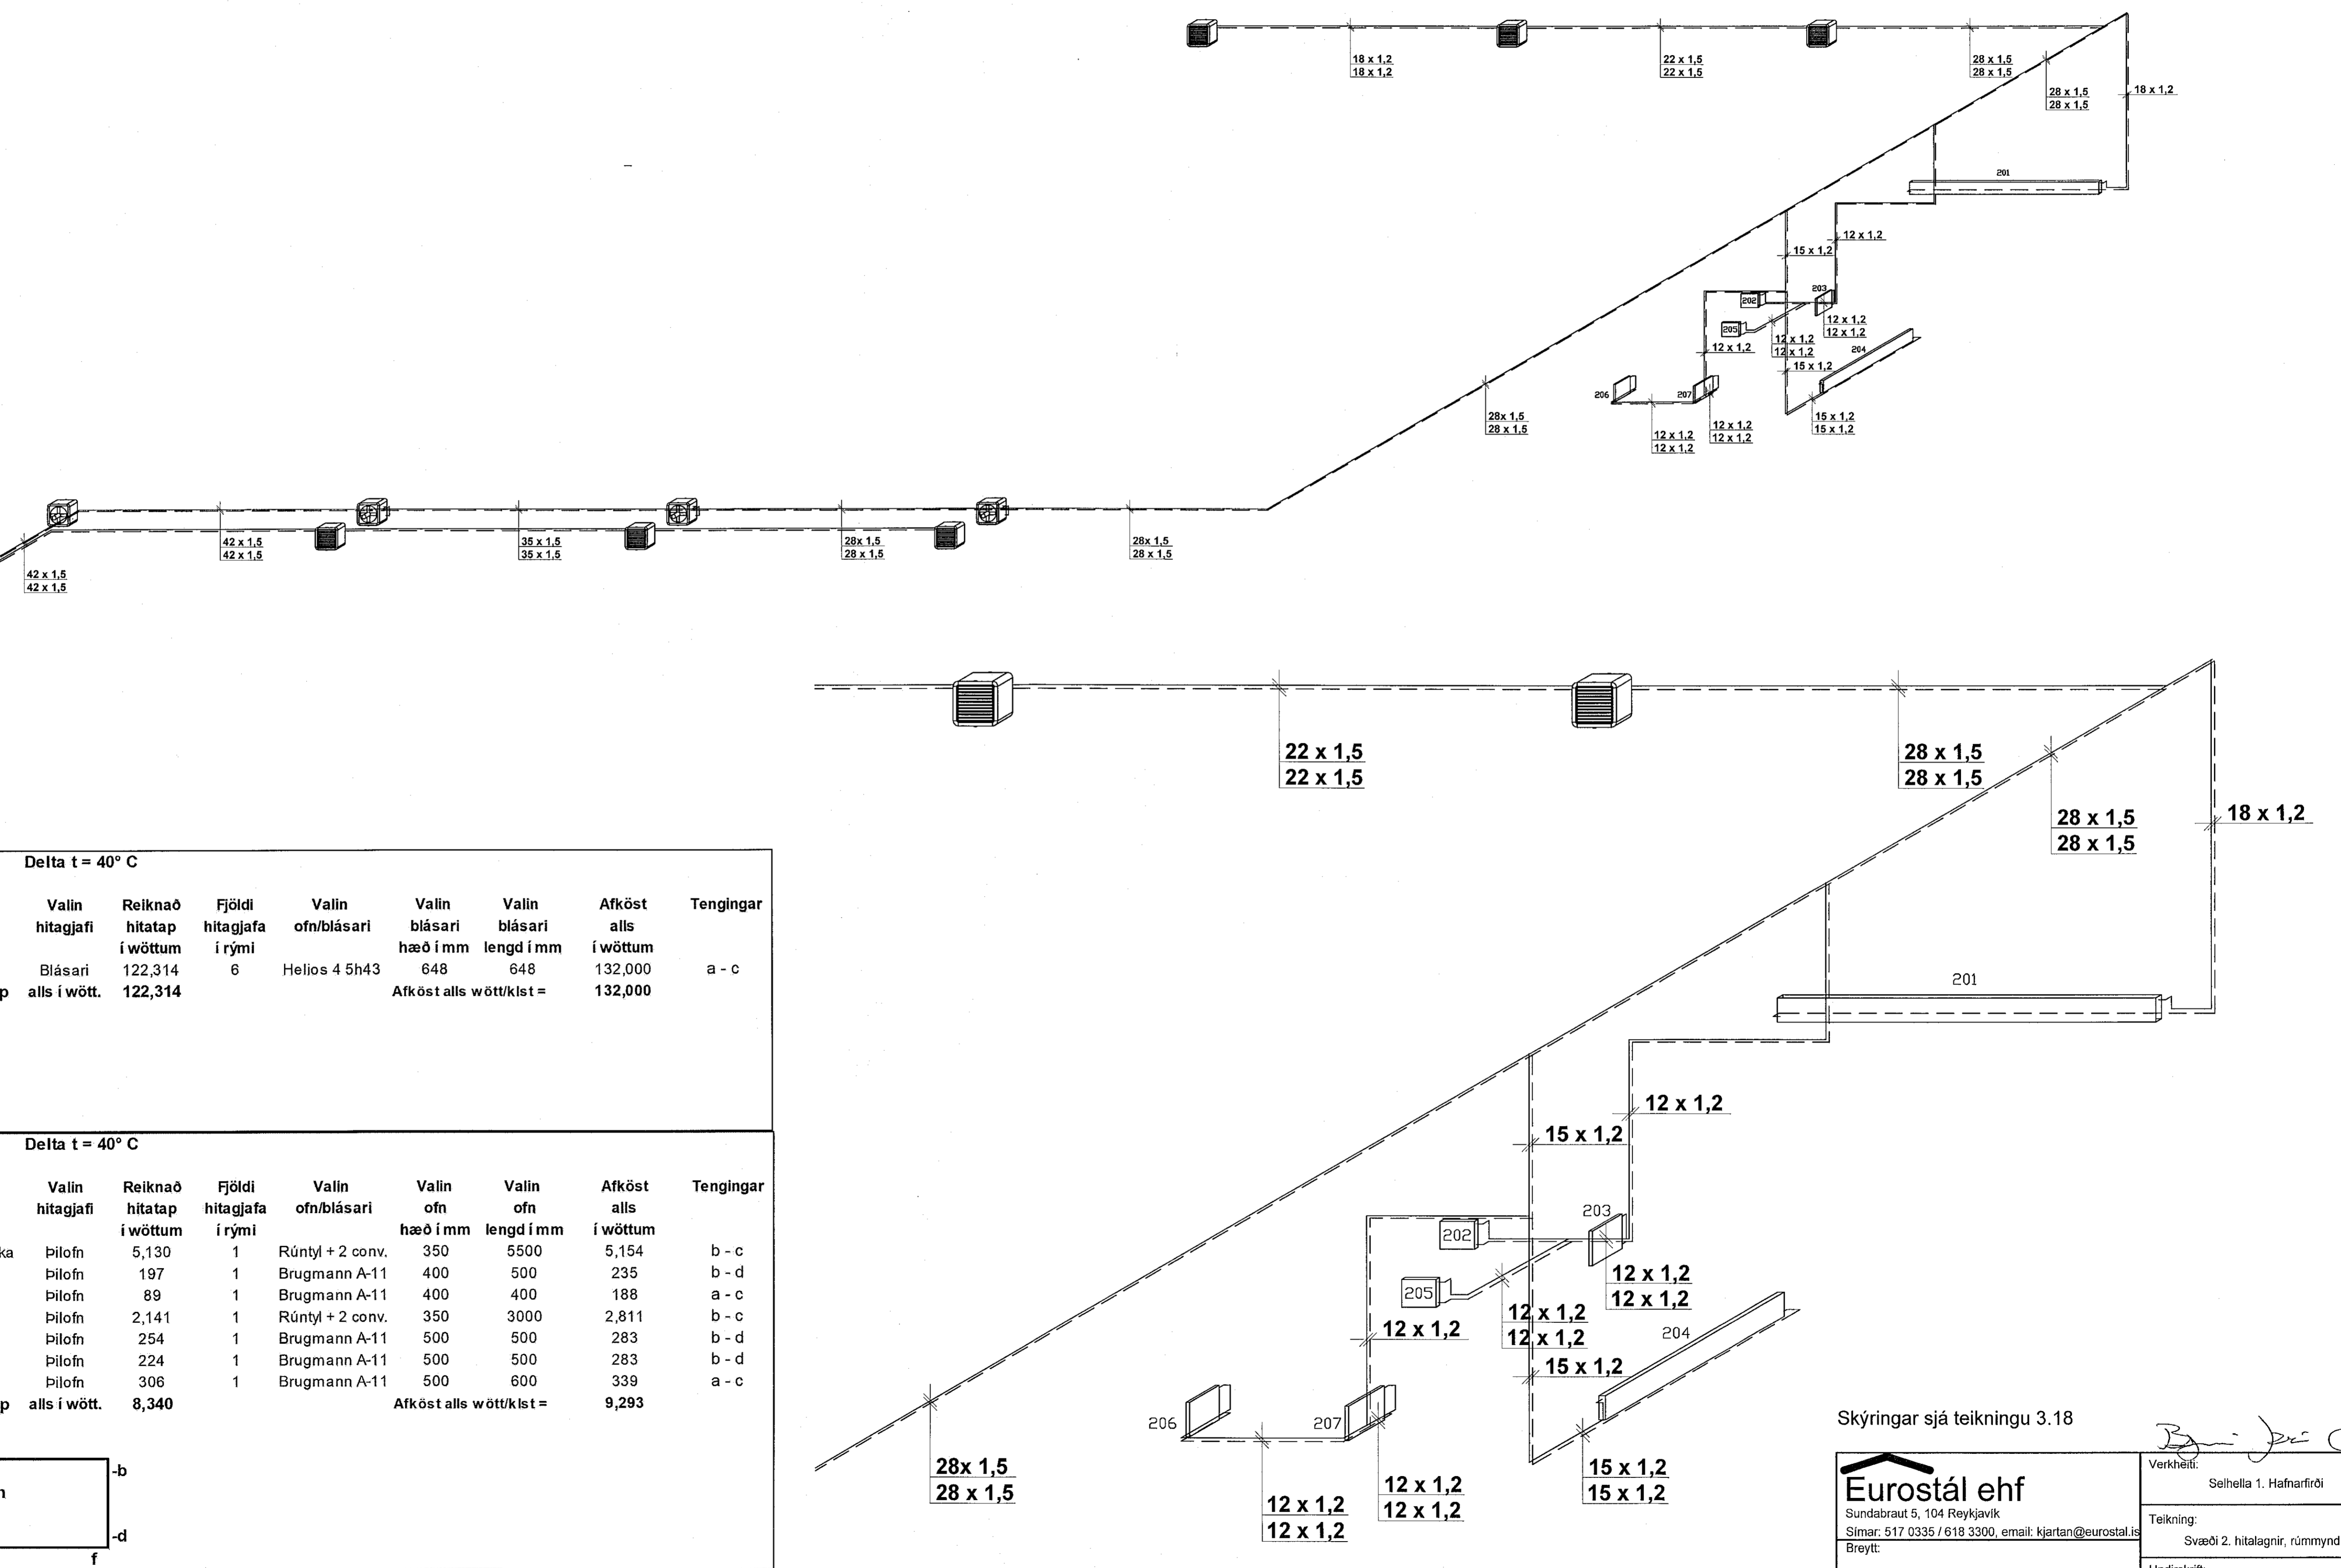 18 x 1,2
18 x 1,2
22 x 1,5
22 x 1,5
28 x 1,5
28 x 1,5
28 x 1,5
28 x 1,5
18 x 1,2
201
12 x 1,2
15 x 1,2
202
203
205
12 x 1,2
12 x 1,2
12 x 1,2
12 x 1,2
12 x 1,2
204
15 x 1,2
206
207
28x 1,5
28 x 1,5
12 x 1,2
12 x 1,2
12 x 1,2
12 x 1,2
15 x 1,2
15 x 1,2
42 x 1,5
42 x 1,5
35 x 1,5
35 x 1,5
28x 1,5
28 x 1,5
28x 1,5
28 x 1,5
42 x 1,5
42 x 1,5
22 x 1,5
22 x 1,5
28 x 1,5
28 x 1,5
28 x 1,5
28 x 1,5
18 x 1,2
201
12 x 1,2
15 x 1,2
203
202
12 x 1,2
12 x 1,2
205
12 x 1,2
12 x 1,2
12 x 1,2
204
15 x 1,2
206
207
28x 1,5
28 x 1,5
12 x 1,2
12 x 1,2
12 x 1,2
12 x 1,2
15 x 1,2
15 x 1,2
Delta t = 40° C
Valin Reiknað Fjöldi Valin Valin Valin Afköst Tengingar
hitagjafi hitatap hitagjafa ofn/blásari blásari blásari alls
í wöttum í rými hæð í mm lengd í mm í wöttum
Blásari 122,314 6 Helios 4 5h43 648 648 132,000 a - c
p alls í wött. 122,314 Afköst alls wött/klst = 132,000
Delta t = 40° C
Valin Reiknað Fjöldi Valin Valin Valin Afköst Tengingar
hitagjafi hitatap hitagjafa ofn/blásari ofn ofn alls
í wöttum í rými hæð í mm lengd í mm í wöttum
ka Þilofn 5,130 1 Rúntyl + 2 conv. 350 5500 5,154 b - c
Þilofn 197 1 Brugmann A-11 400 500 235 b - d
Þilofn 89 1 Brugmann A-11 400 400 188 a - c
Þilofn 2,141 1 Rúntyl + 2 conv. 350 3000 2,811 b - c
Þilofn 254 1 Brugmann A-11 500 500 283 b - d
Þilofn 224 1 Brugmann A-11 500 500 283 b - d
Þilofn 306 1 Brugmann A-11 500 600 339 a - c
p alls í wött. 8,340 Afköst alls wött/klst = 9,293
-b
n
-d
f
Skýringar sjá teikningu 3.18
Eurostál ehf
Sundabraut 5, 104 Reykjavík
Símar: 517 0335 / 618 3300, email: kjartan@eurostal.is
Breytt:
Verkheiti:
Selhella 1. Hafnarfirði
Teikning:
Svæði 2. hitalagnir, rúmmynd